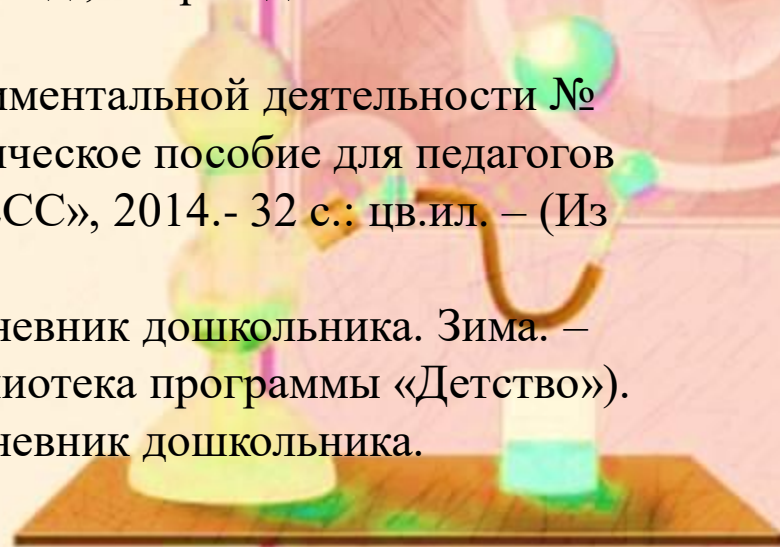 иментальной деятельности №
ическое пособие для педагогов
СС», 2014.- 32 с.: цв.ил. – (Из
невник дошкольника. Зима. –
лиотека программы «Детство»).
невник дошкольника.